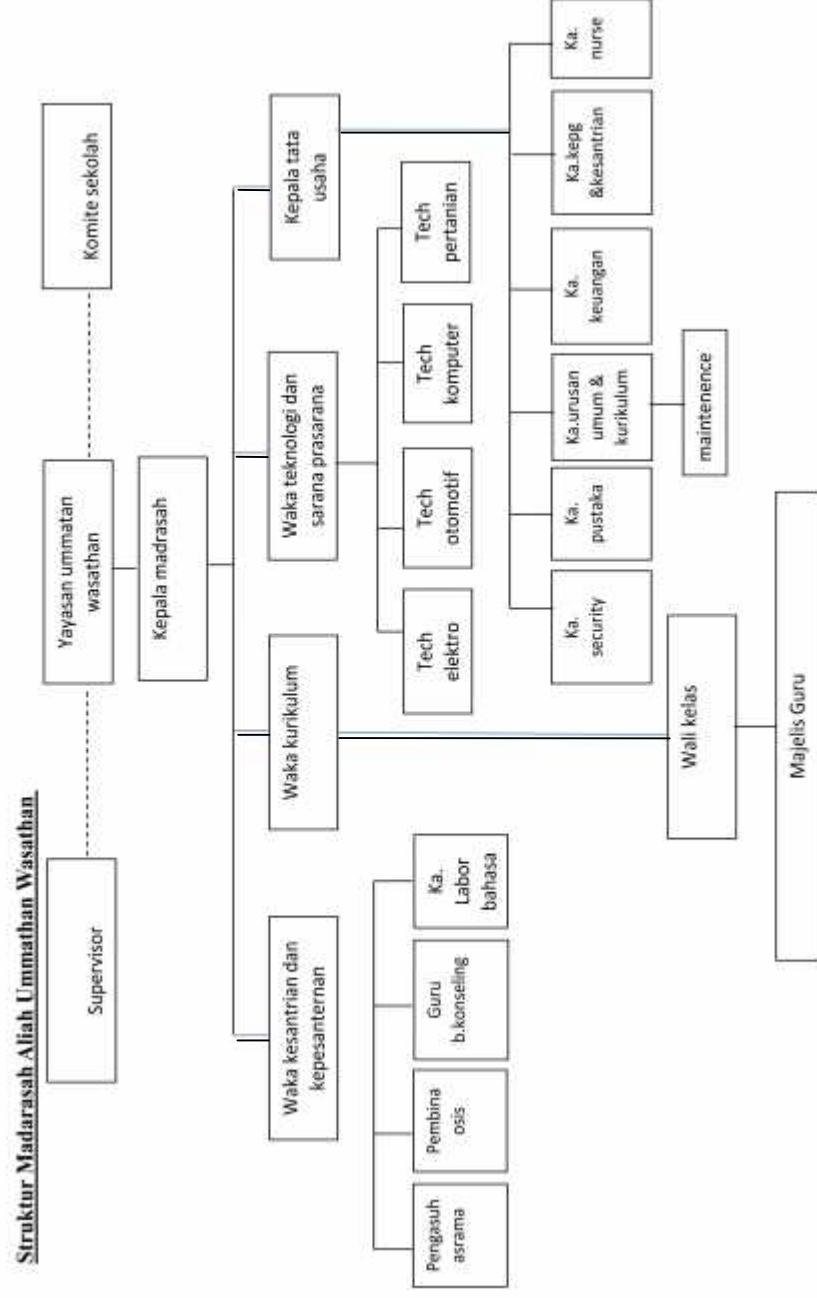 Struktur Madarasah Aliah Ummathan Wasathan
Supervisor
Yayasan ummatan
wasathan
Komite sekolah
Kepala madrasah
Waka kesantrian dan
kepesanternan
Waka kurikulum
Waka teknologi dan
sarana prasarana
Kepala tata
usaha
Pengasuh
asrama
Pembina
osis
Guru
b.konseling
Ka.
Labor
bahasa
Tech
elektro
Tech
otomotif
Tech
komputer
Tech
pertanian
Ka.
security
Ka.
pustaka
Ka.urusan
umum &
kurikulum
Ka.
keuangan
Ka.kepg
&kesantrian
Ka.
nurse
maintenence
Wali kelas
Majelis Guru